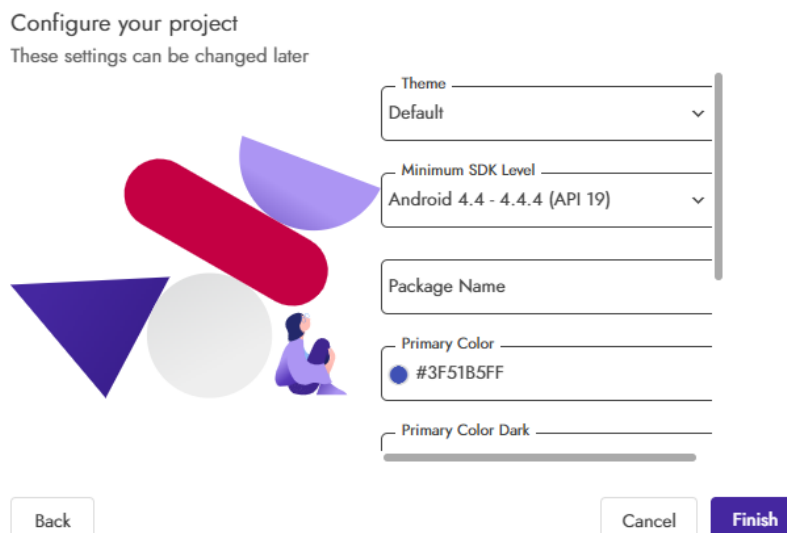 Configure your project
These settings can be changed later
Theme
Default
Minimum SDK Level
Android 4.4 - 4.4.4 (API 19)
Package Name
Primary Color
#3F51B5FF
Primary Color Dark
Back
Cancel
Finish